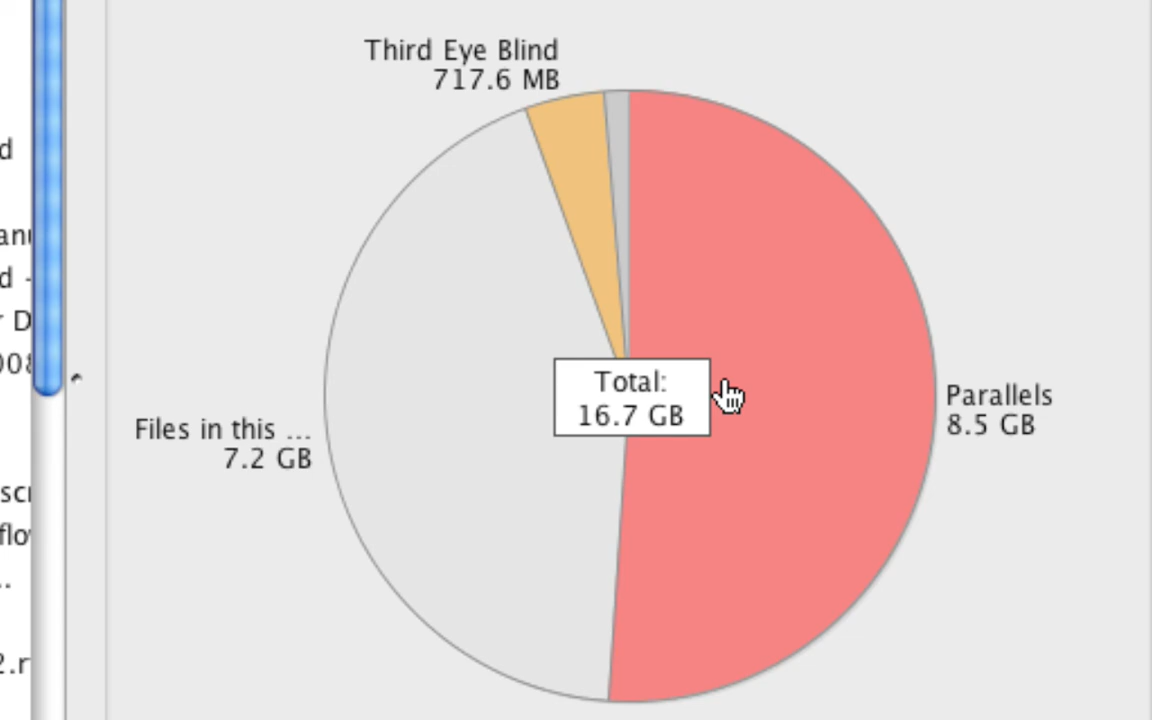 Third Eye Blind
717.6 MB
Total:
16.7 GB
Parallels
8.5 GB
Files in this ...
7.2 GB